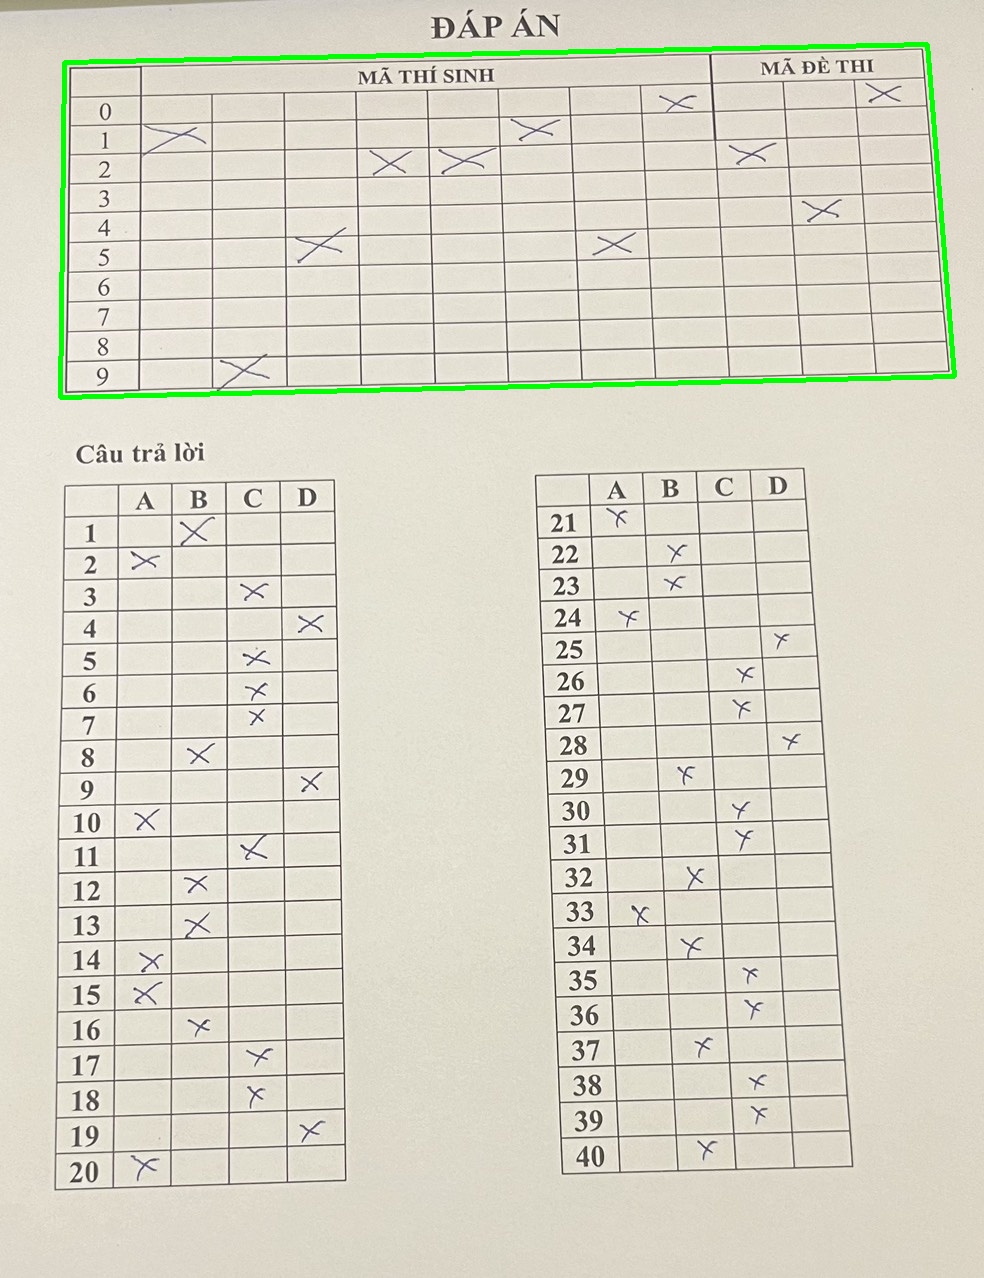 ĐÁP ÁN
MÃ THÍ SINH MÃ ĐỀ THI
0 X X
1 X X
2 X X X
3
4 X
5 X X
6
7
8
9 X
Câu trả lời
A B C D
1 X
2 X
3 X
4 X
5 X
6 X
7 X
8 X
9 X
10 X
11 X
12 X
13 X
14 X
15 X
16 X
17 X
18 X
19 X
20 X
A B C D
21 X
22 X
23 X
24 X
25 X
26 X
27 X
28 X
29 X
30 X
31 X
32 X
33 X
34 X
35 X
36 X
37 X
38 X
39 X
40 X